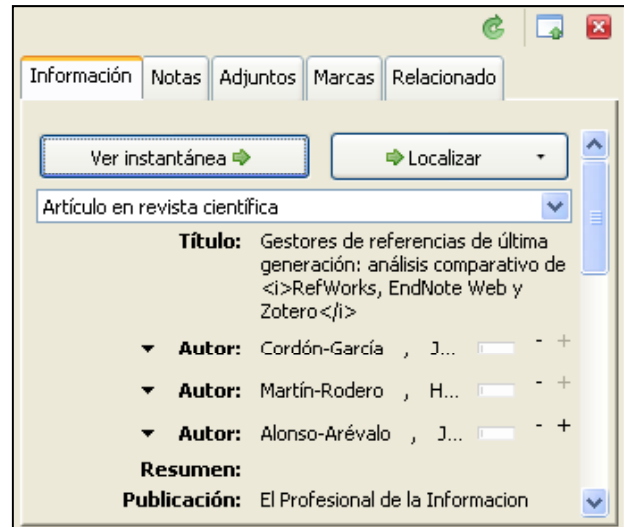 Información Notas Adjuntos Marcas Relacionado
Ver instantánea Localizar
Artículo en revista científica
Título: Gestores de referencias de última
generación: análisis comparativo de
<i>RefWorks, EndNote Web y
Zotero</i>
Autor: Cordón-García , J... - +
Autor: Martín-Rodero , H... - +
Autor: Alonso-Arévalo , J... - +
Resumen:
Publicación: El Profesional de la Informacion